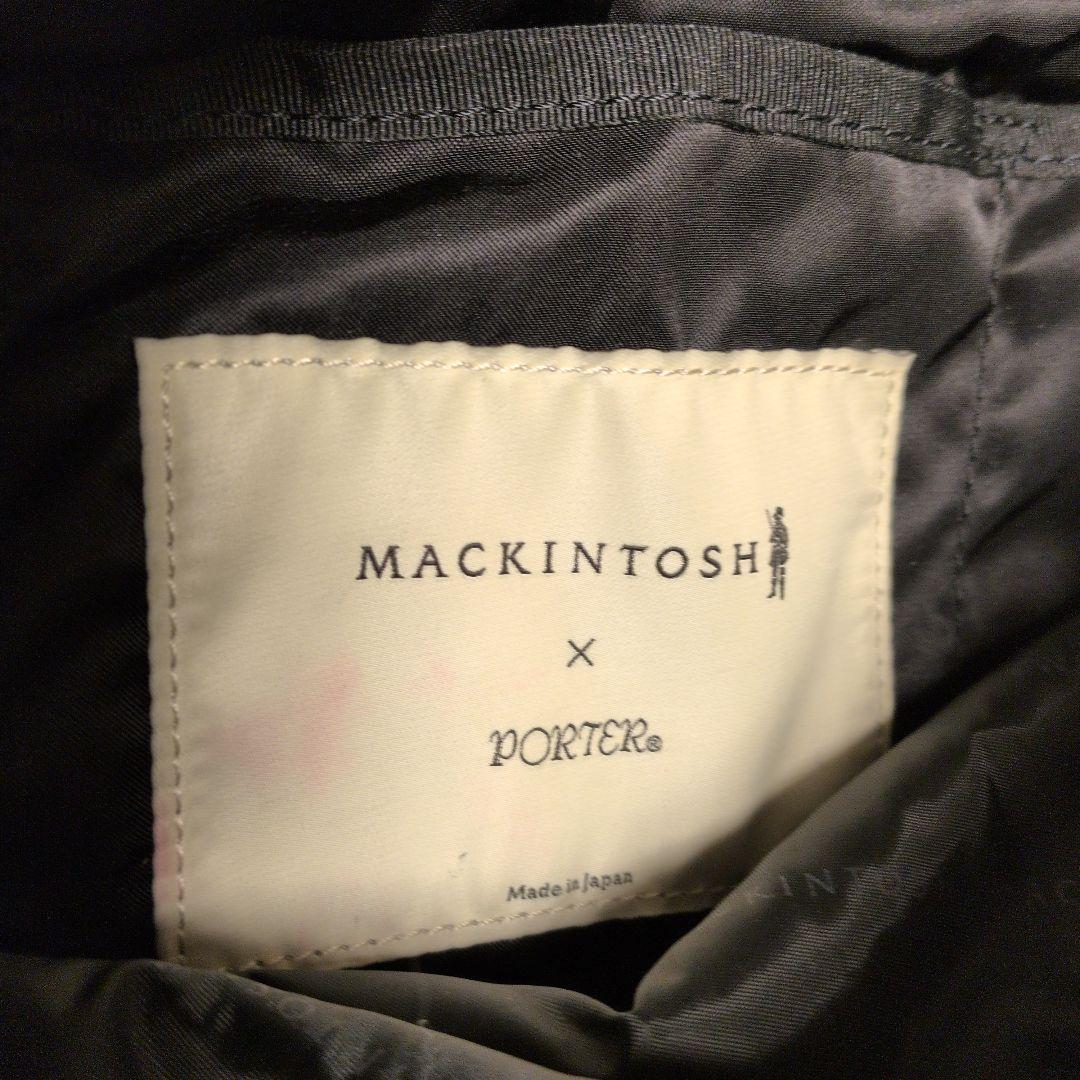 MACKINTOSH
×
PORTER®
Made in Japan